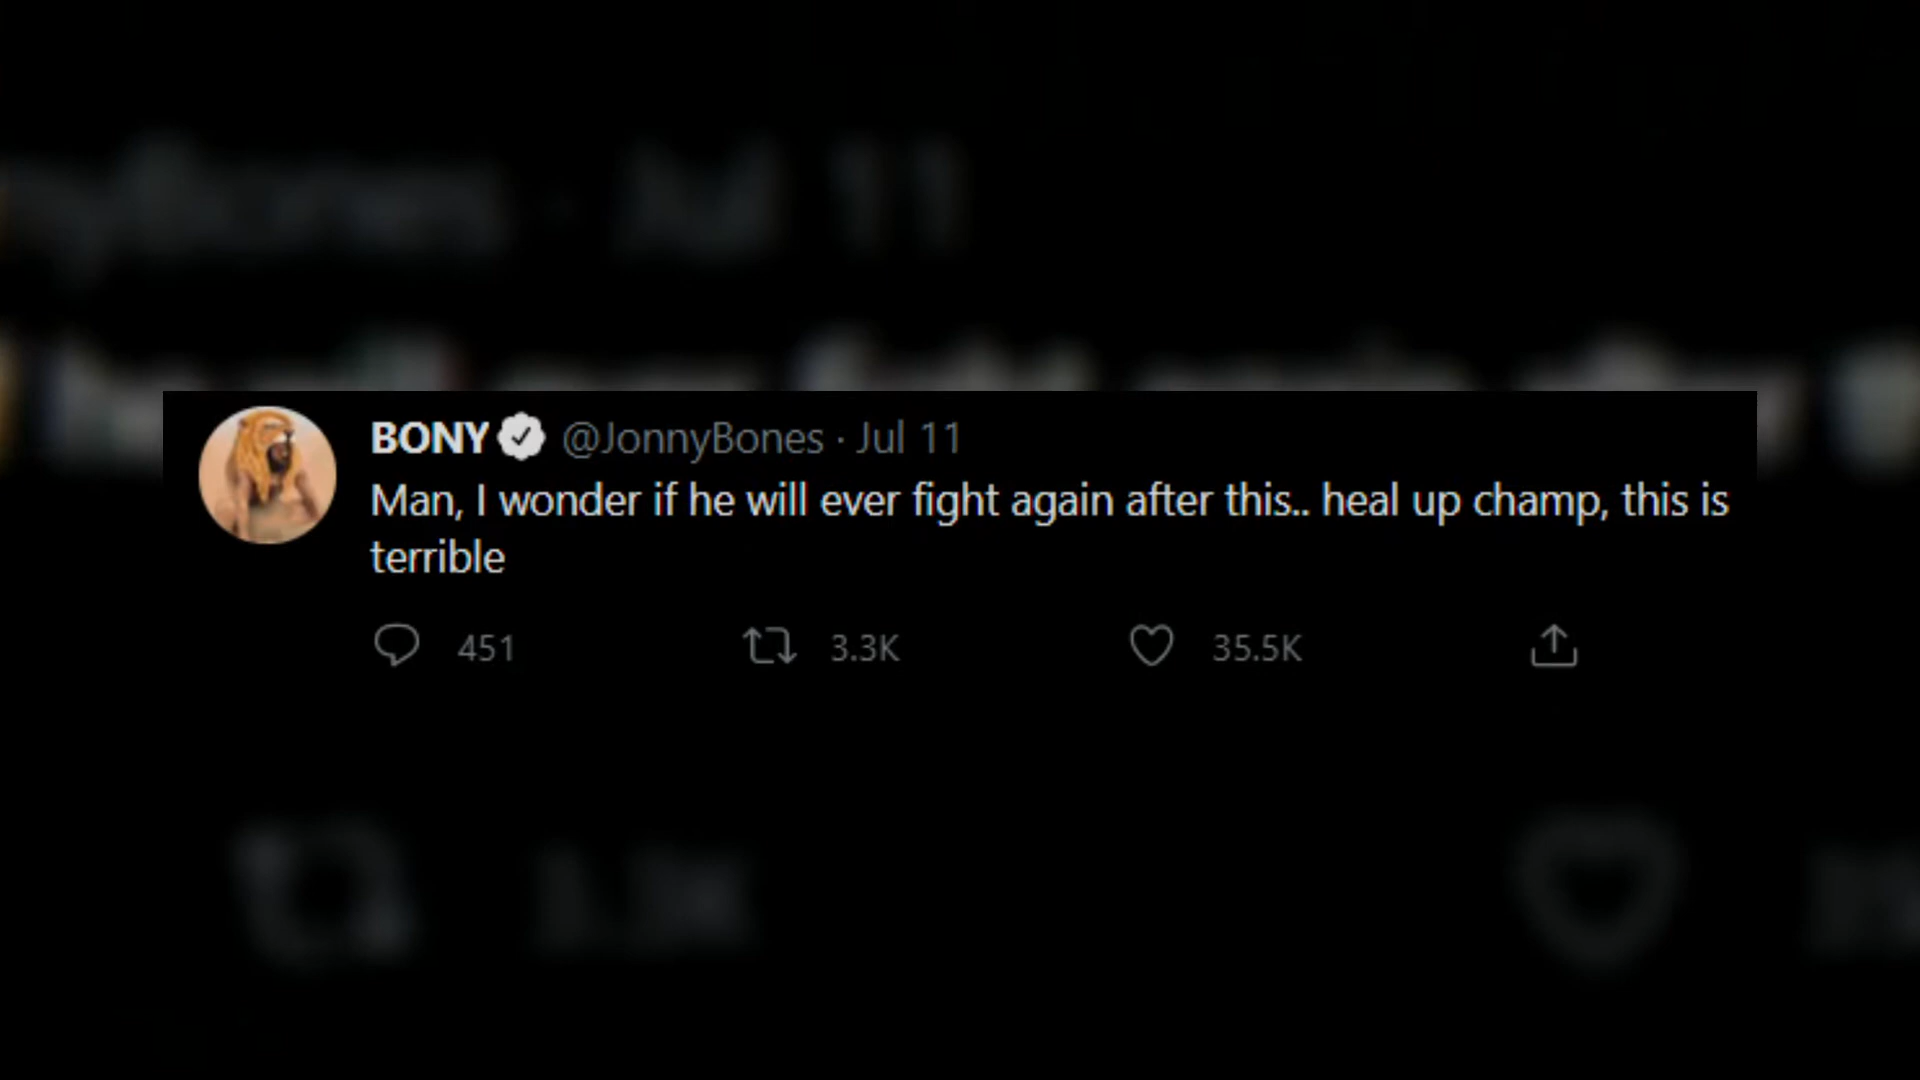 BONY @JonnyBones · Jul 11
Man, I wonder if he will ever fight again after this.. heal up champ, this is
terrible
451 3.3K 35.5K